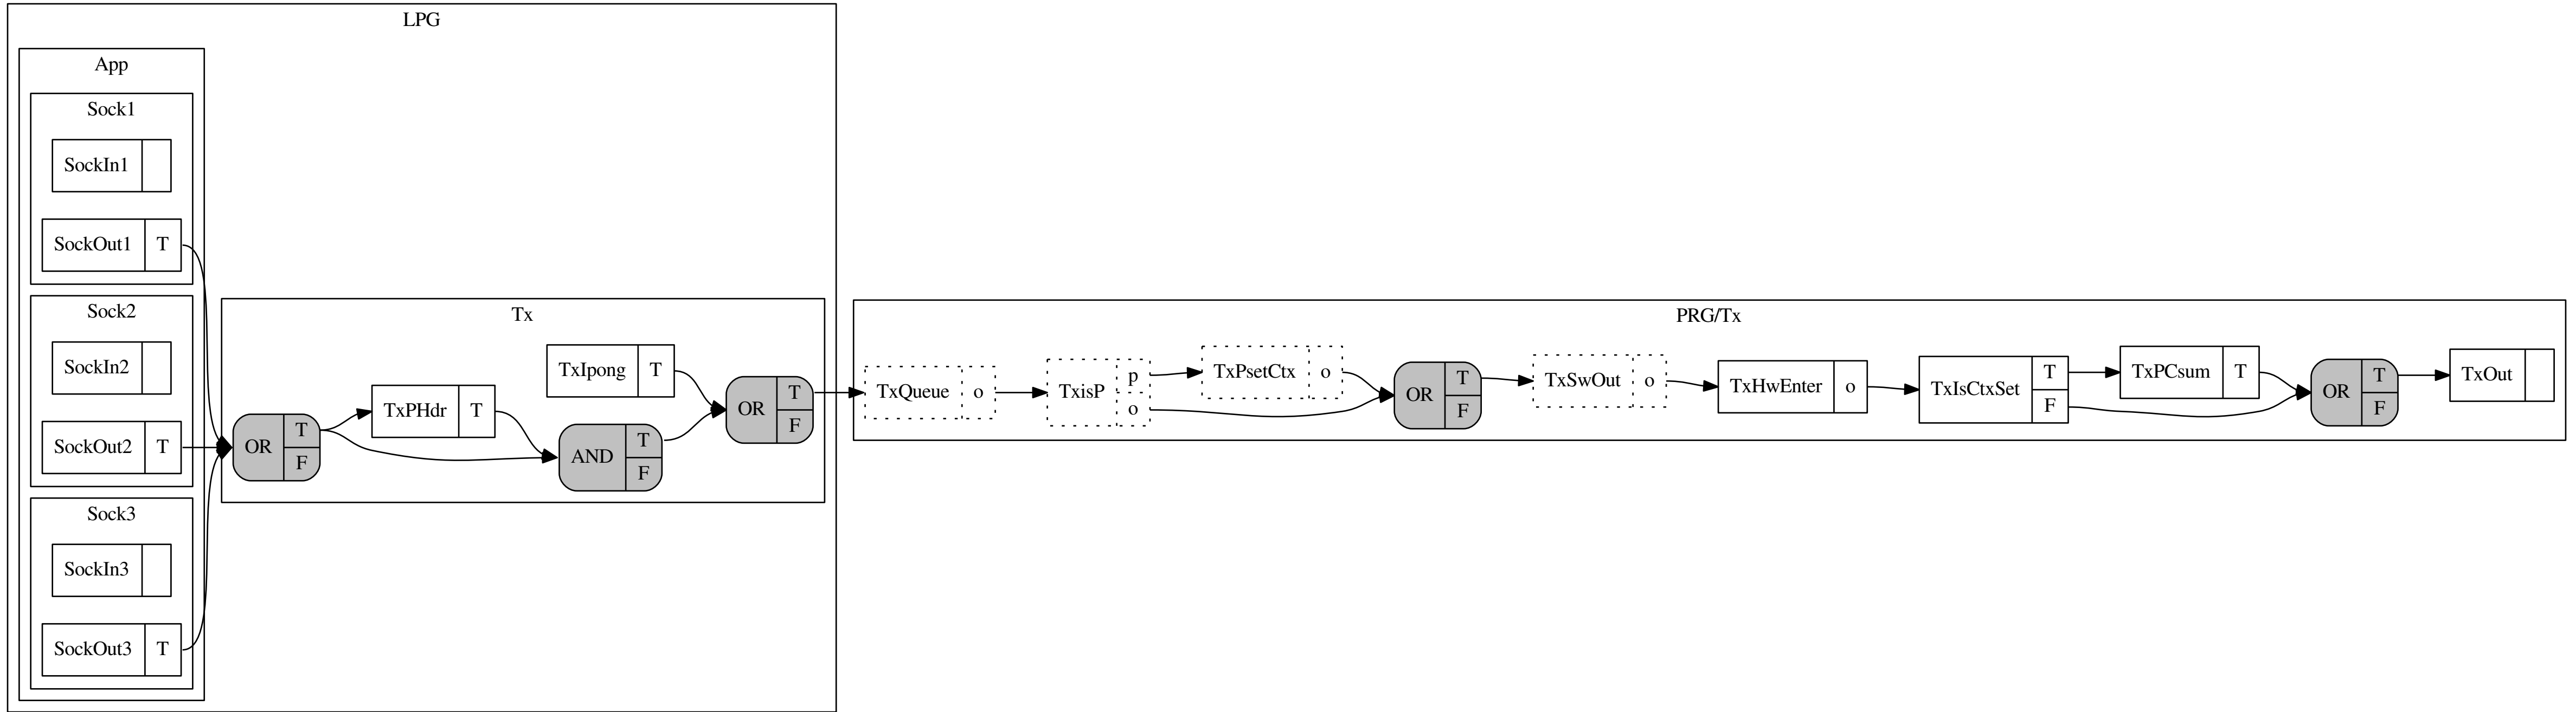 LPG
App
Sock1
SockIn1
SockOut1 T
Sock2
SockIn2
SockOut2 T
Sock3
SockIn3
SockOut3 T
Tx
OR T F
TxPHdr T
TxIpong T
AND T F
OR T F
PRG/Tx
TxQueue o
TxisP p o
TxPsetCtx o
OR T F
TxSwOut o
TxHwEnter o
TxIsCtxSet T F
TxPCsum T
OR T F
TxOut